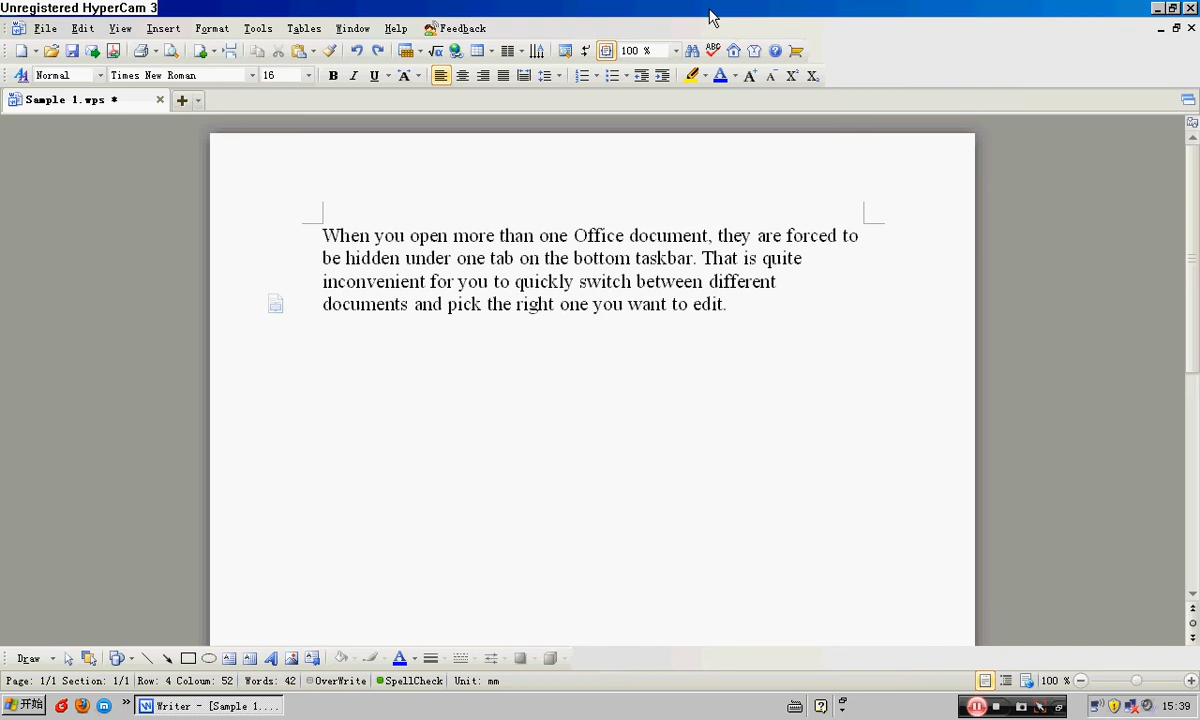 Unregistered HyperCam 3
File Edit View Insert Format Tools Tables Window Help Feedback
100 %
Normal Times New Roman 16
Sample 1.wps *
When you open more than one Office document, they are forced to
be hidden under one tab on the bottom taskbar. That is quite
inconvenient for you to quickly switch between different
documents and pick the right one you want to edit.
Draw
Page: 1/1 Section: 1/1 Row: 4 Coloum: 52 Words: 42 OverWrite SpellCheck Unit: mm 100 %
开始 Writer - [Sample 1.... 15:39